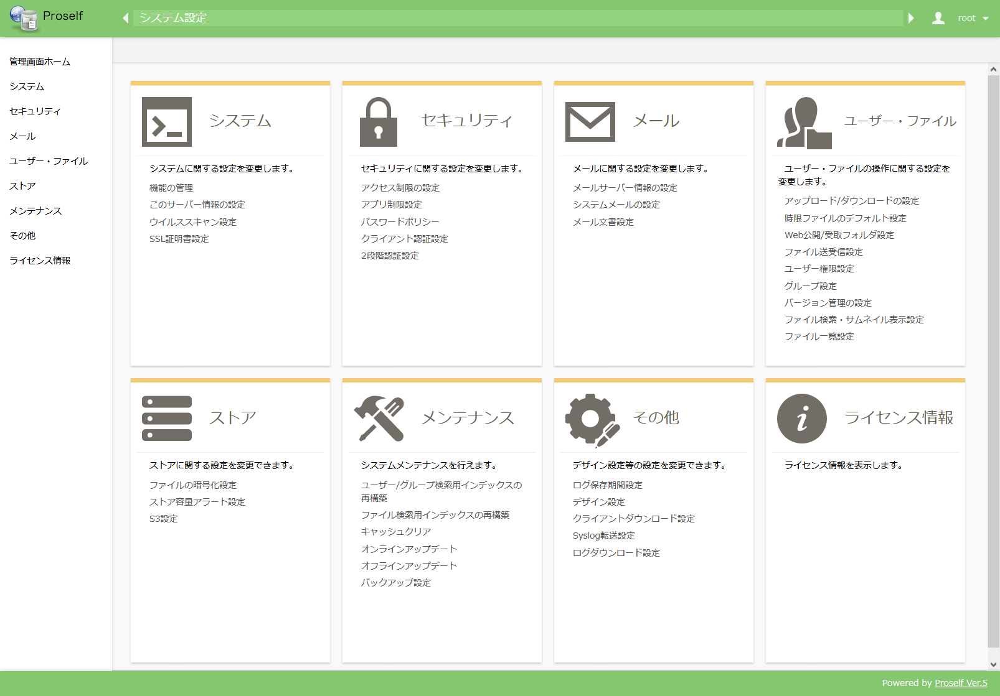 Proself
システム設定
root
管理画面ホーム
システム
セキュリティ
メール
ユーザー・ファイル
ストア
メンテナンス
その他
ライセンス情報
システム
システムに関する設定を変更します。
機能の管理
このサーバー情報の設定
ウイルススキャン設定
SSL証明書設定
セキュリティ
セキュリティに関する設定を変更します。
アクセス制限の設定
アプリ制限設定
パスワードポリシー
クライアント認証設定
2段階認証設定
メール
メールに関する設定を変更します。
メールサーバー情報の設定
システムメールの設定
メール文書設定
ユーザー・ファイル
ユーザー・ファイルの操作に関する設定を
変更します。
アップロード/ダウンロードの設定
時限ファイルのデフォルト設定
Web公開/受取フォルダ設定
ファイル送受信設定
ユーザー権限設定
グループ設定
バージョン管理の設定
ファイル検索・サムネイル表示設定
ファイル一覧設定
ストア
ストアに関する設定を変更できます。
ファイルの暗号化設定
ストア容量アラート設定
S3設定
メンテナンス
システムメンテナンスを行えます。
ユーザー/グループ検索用インデックスの
再構築
ファイル検索用インデックスの再構築
キャッシュクリア
オンラインアップデート
オフラインアップデート
バックアップ設定
その他
デザイン設定等の設定を変更できます。
ログ保存期間設定
デザイン設定
クライアントダウンロード設定
Syslog転送設定
ログダウンロード設定
ライセンス情報
ライセンス情報を表示します。
Powered by Proself Ver.5